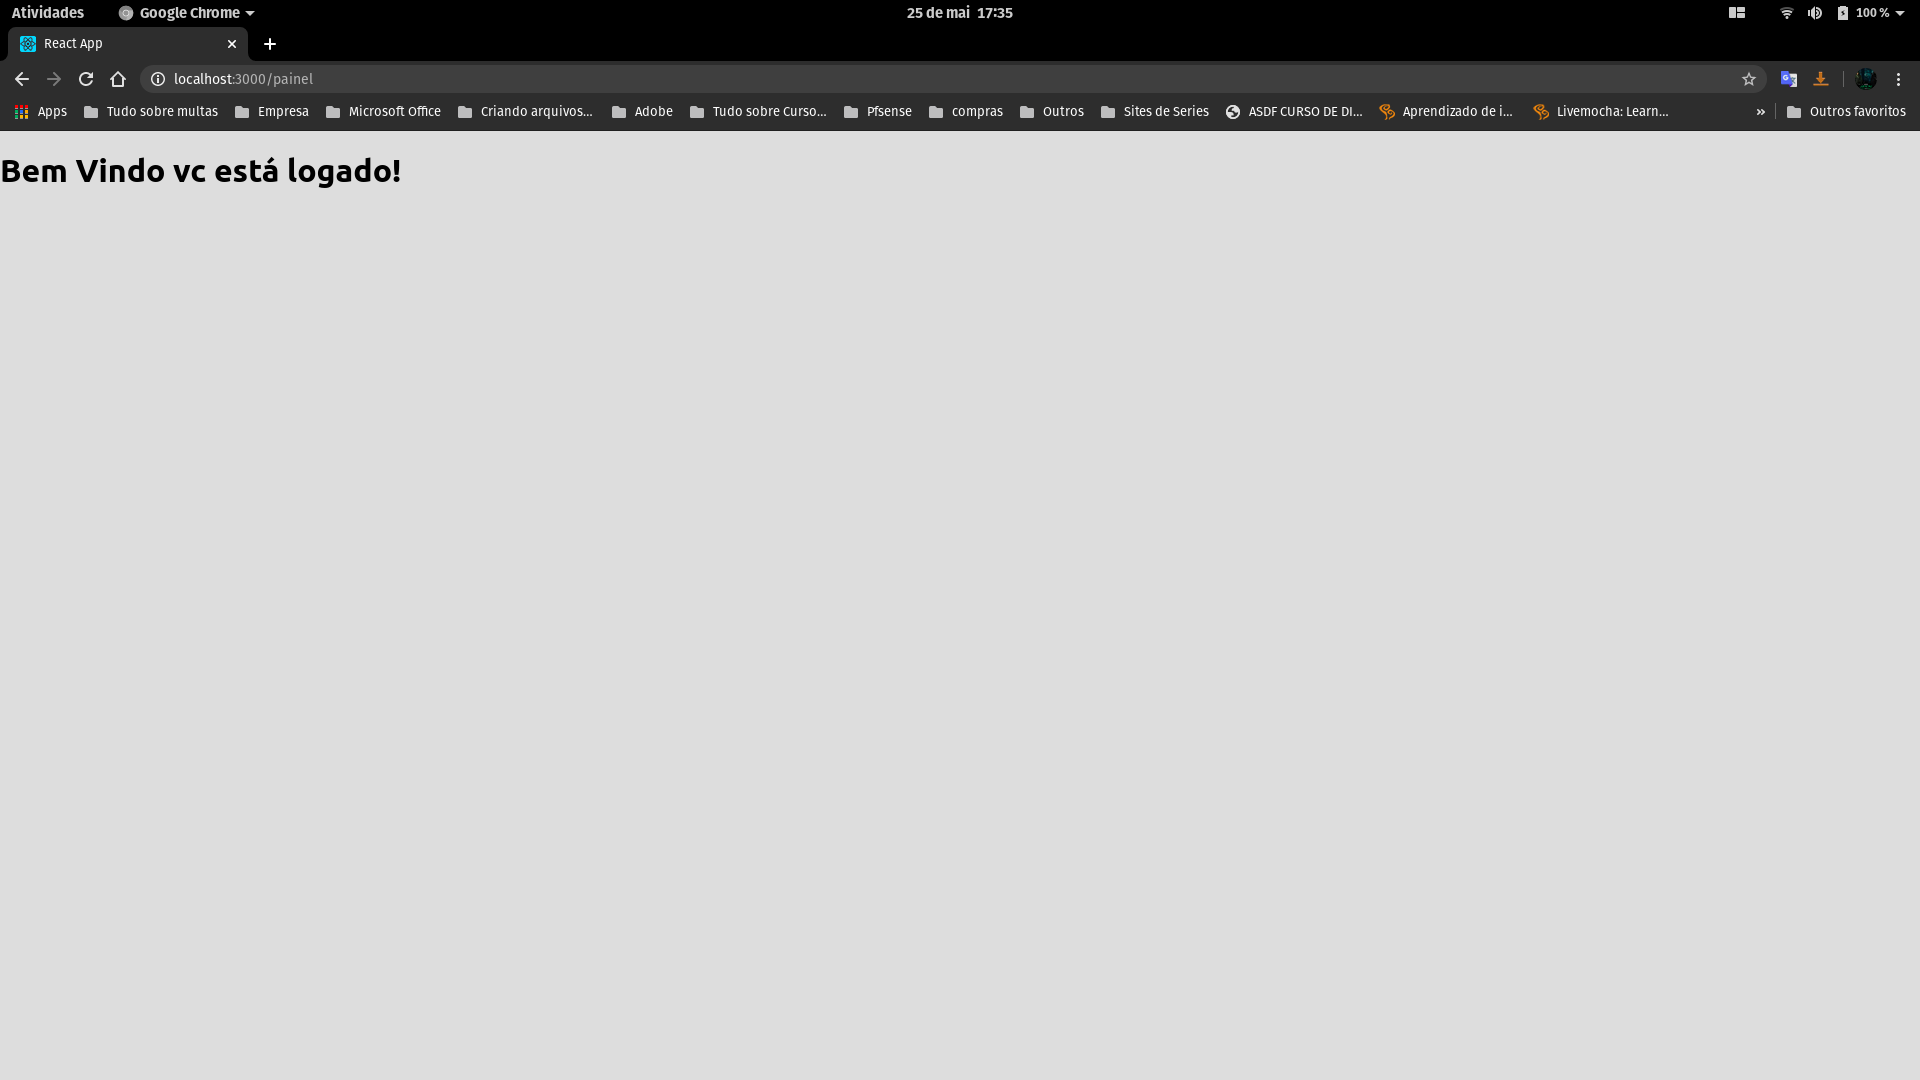 Atividades Google Chrome 25 de mai 17:35 100 %
React App
localhost:3000/painel
Apps Tudo sobre multas Empresa Microsoft Office Criando arquivos... Adobe Tudo sobre Curso... Pfsense compras Outros Sites de Series ASDF CURSO DE DI... Aprendizado de i... Livemocha: Learn... » Outros favoritos
Bem Vindo vc está logado!